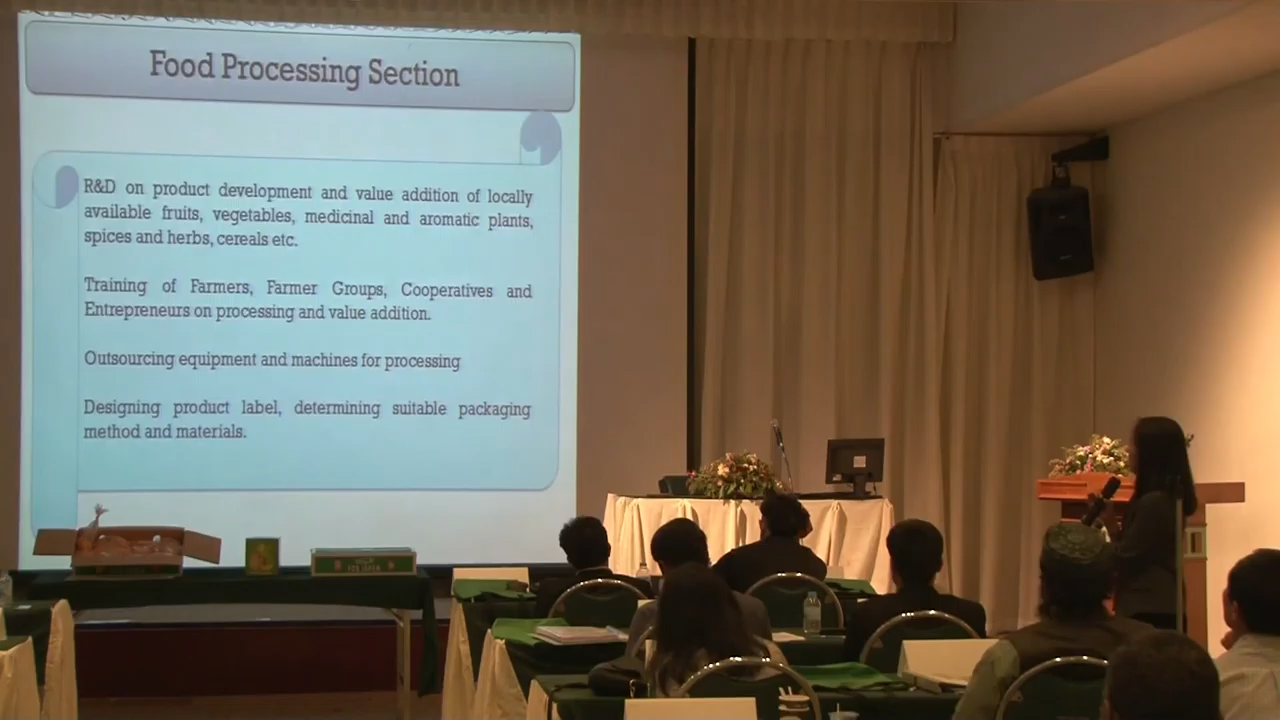 Food Processing Section
R&D on product development and value addition of locally
available fruits, vegetables, medicinal and aromatic plants,
spices and herbs, cereals etc.
Training of Farmers, Farmer Groups, Cooperatives and
Entrepreneurs on processing and value addition.
Outsourcing equipment and machines for processing
Designing product label, determining suitable packaging
method and materials.